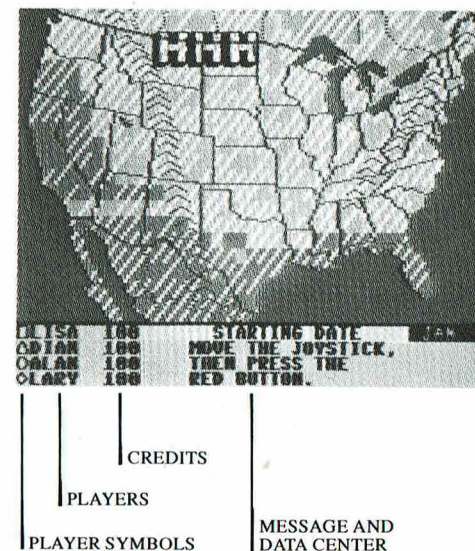 LISA 100 STARTING DATE
DIAN 100 MOVE THE JOYSTICK,
ALAN 100 THEN PRESS THE
LARY 100 RED BUTTON.
CREDITS
PLAYERS
PLAYER SYMBOLS
MESSAGE AND
DATA CENTER